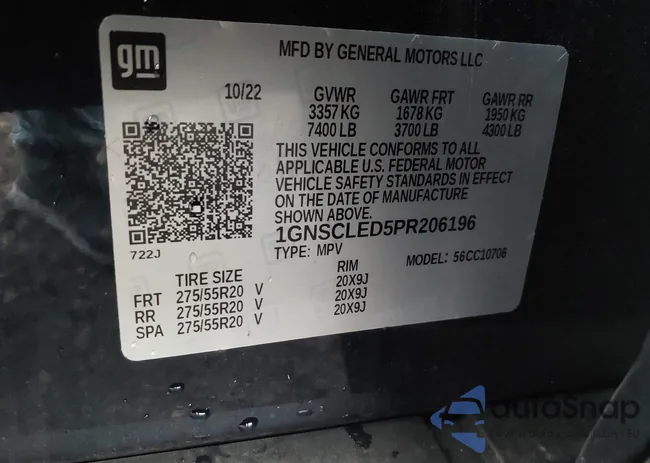 gm
MFD BY GENERAL MOTORS LLC
10/22 GVWR GAWR FRT GAWR RR
3357 KG 1678 KG 1950 KG
7400 LB 3700 LB 4300 LB
THIS VEHICLE CONFORMS TO ALL
APPLICABLE U.S. FEDERAL MOTOR
VEHICLE SAFETY STANDARDS IN EFFECT
ON THE DATE OF MANUFACTURE
SHOWN ABOVE.
1GNSCLED5PR206196
722J TYPE: MPV MODEL: 56CC10706
TIRE SIZE RIM
FRT 275/55R20 V 20X9J
RR 275/55R20 V 20X9J
SPA 275/55R20 V 20X9J
AutoSnap